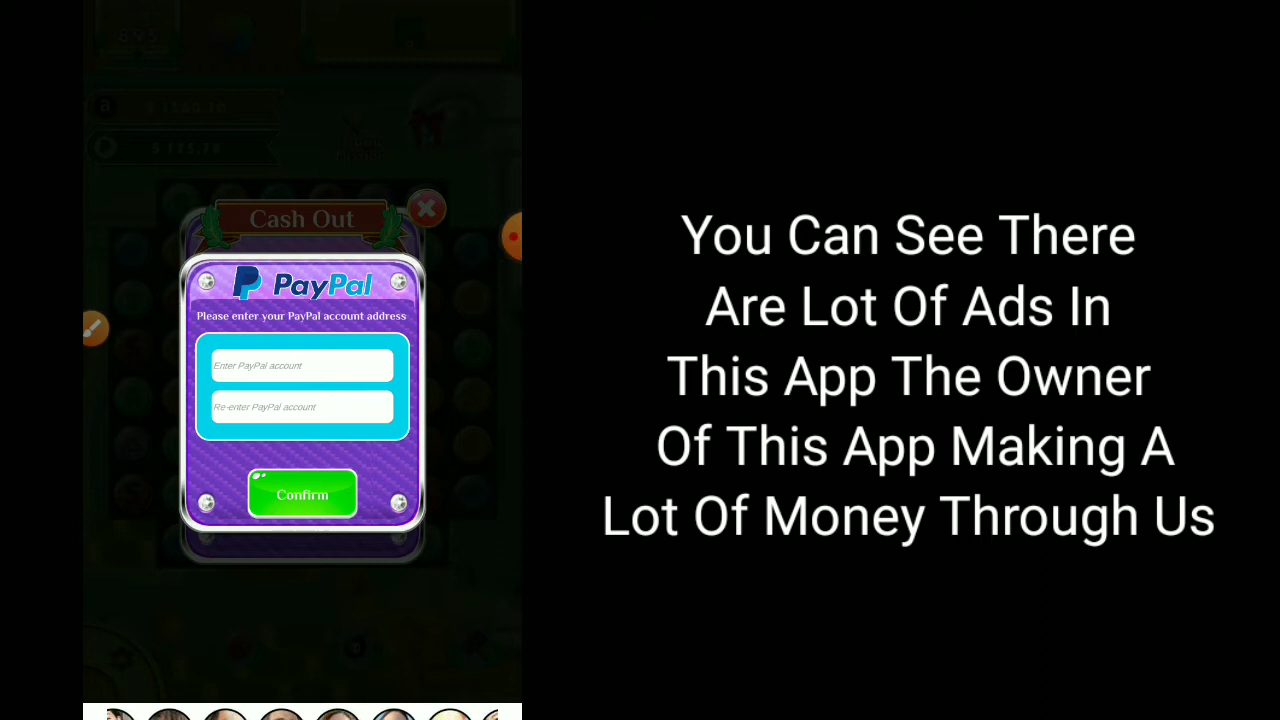 895
Cash Out
PayPal
Please enter your PayPal account address
Enter PayPal account
Re-enter PayPal account
Confirm
You Can See There
Are Lot Of Ads In
This App The Owner
Of This App Making A
Lot Of Money Through Us